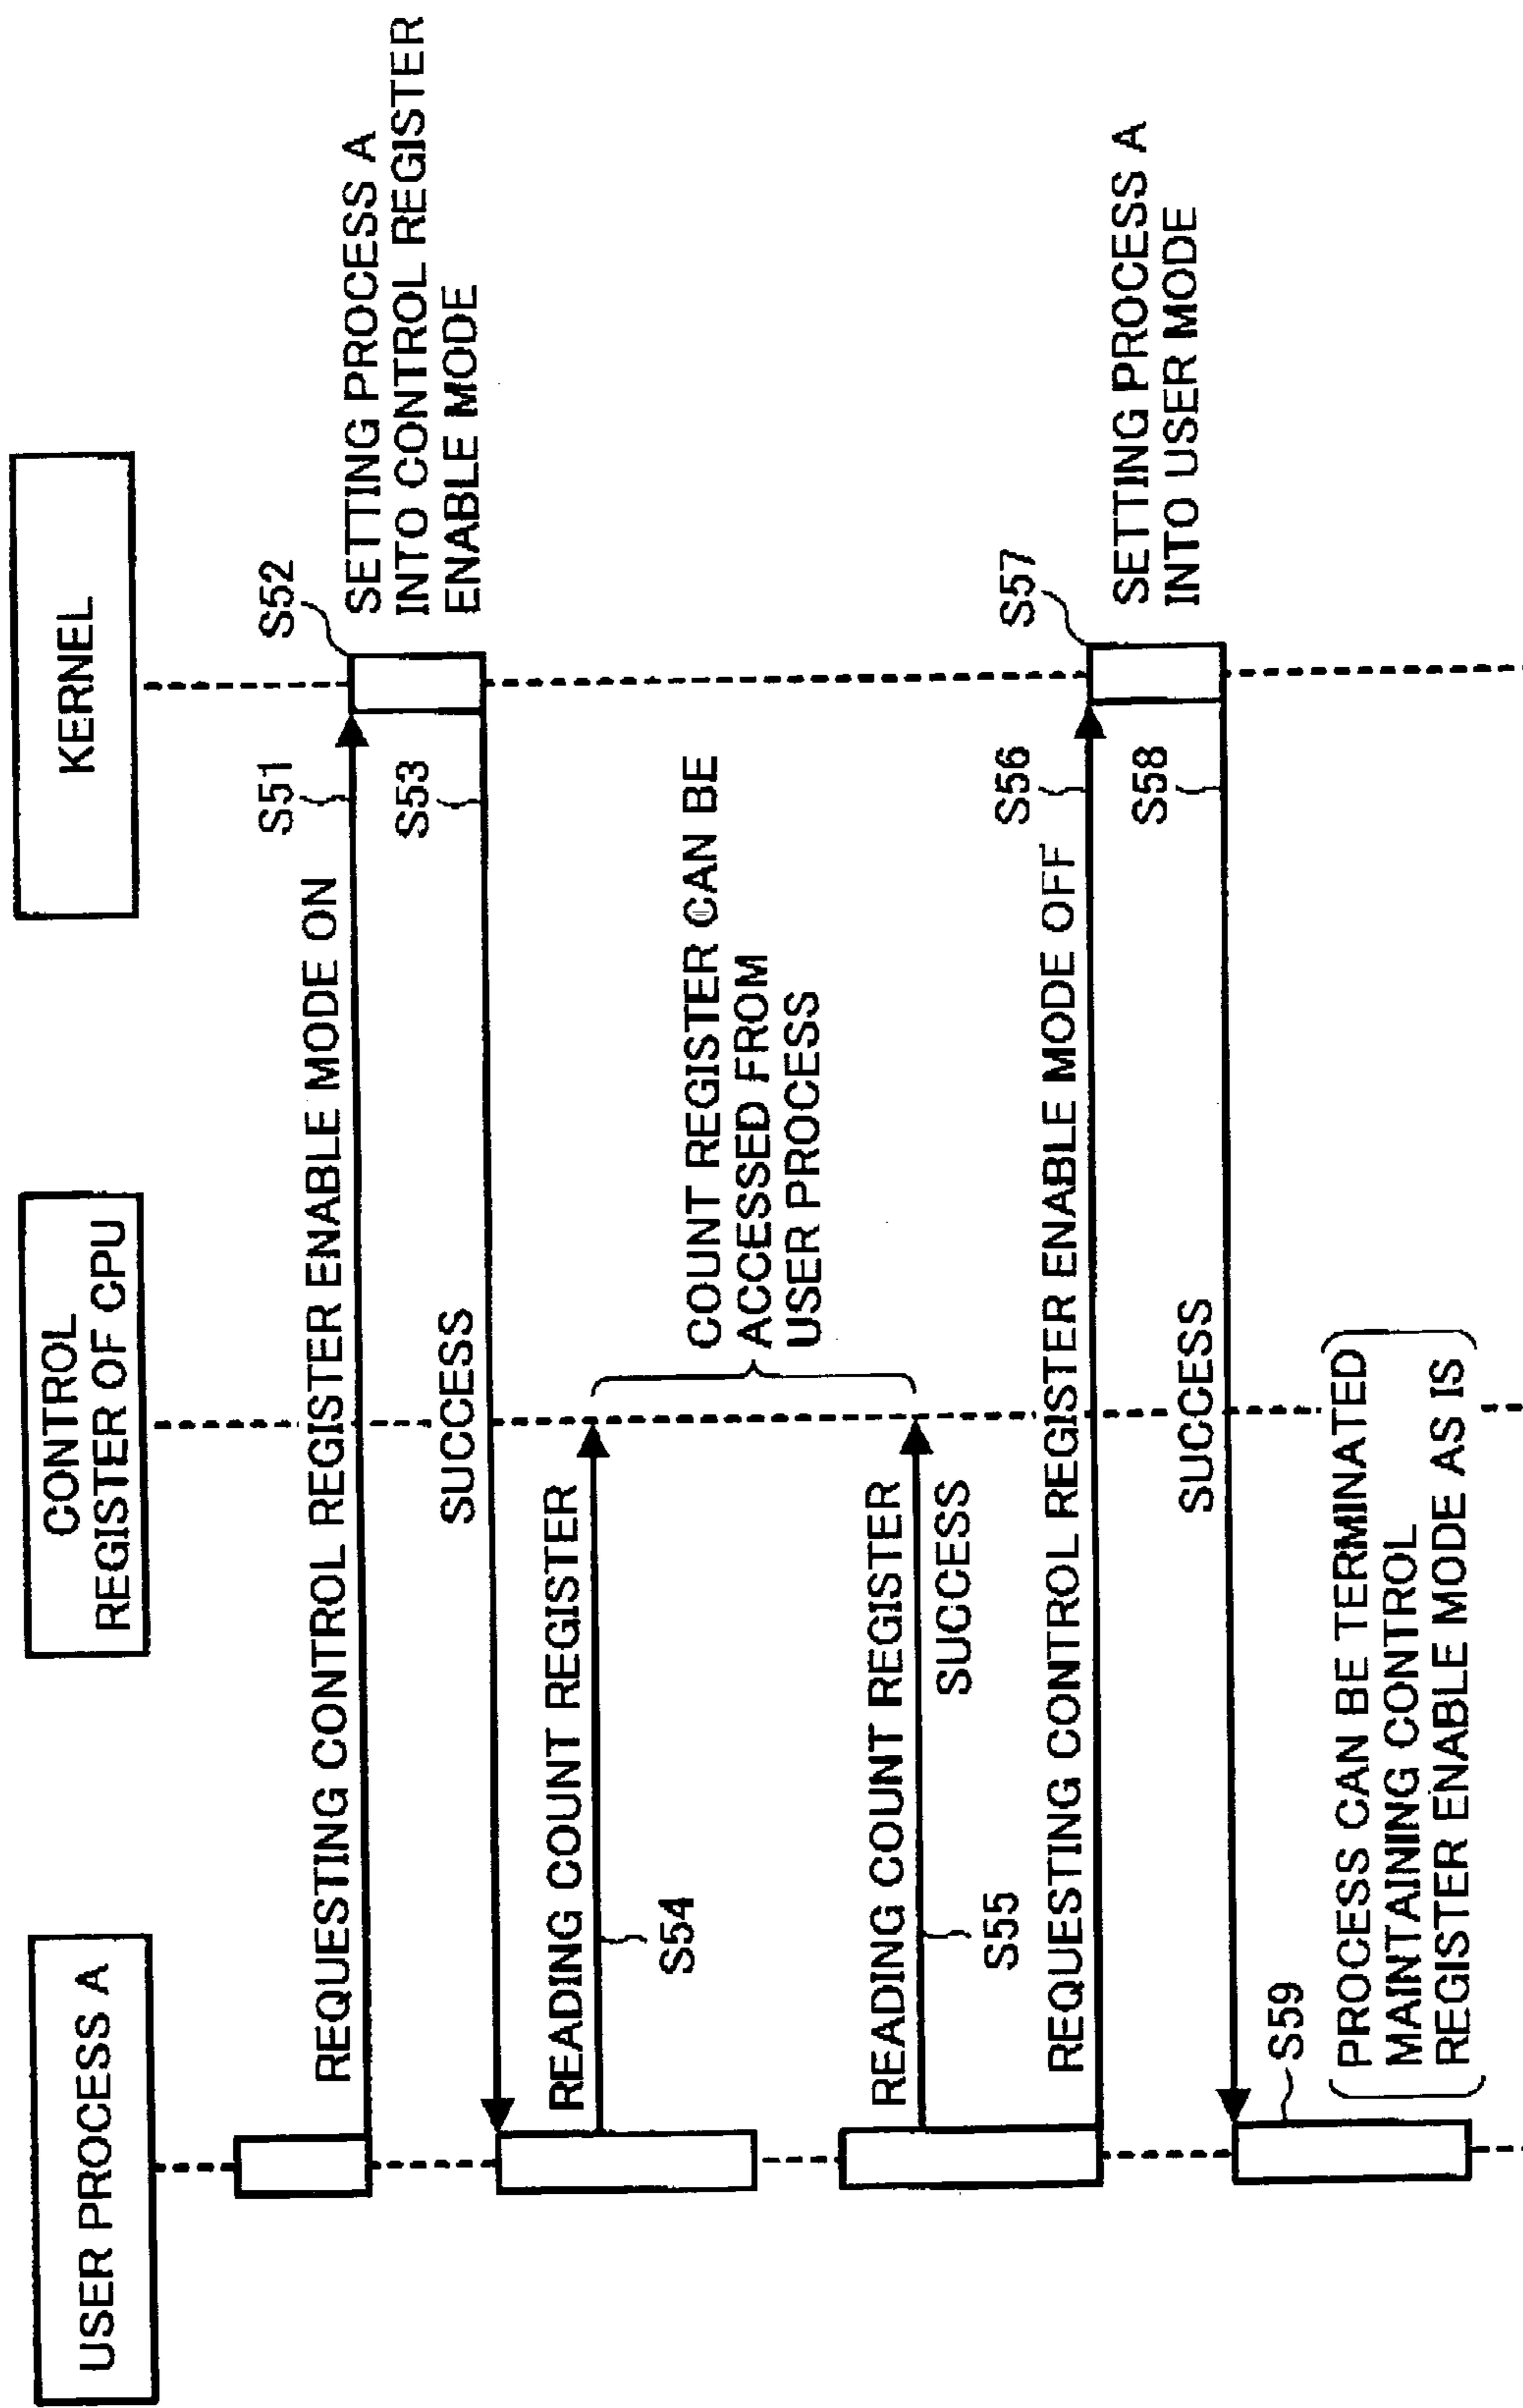 USER PROCESS A
CONTROL
REGISTER OF CPU
KERNEL
REQUESTING CONTROL REGISTER ENABLE MODE ON
S51
S52
SETTING PROCESS A
INTO CONTROL REGISTER
ENABLE MODE
SUCCESS
S53
READING COUNT REGISTER
S54
COUNT REGISTER CAN BE
ACCESSED FROM
USER PROCESS
READING COUNT REGISTER
S55
SUCCESS
REQUESTING CONTROL REGISTER ENABLE MODE OFF
S56
S57
SETTING PROCESS A
INTO USER MODE
SUCCESS
S58
S59
PROCESS CAN BE TERMINATED
MAINTAINING CONTROL
REGISTER ENABLE MODE AS IS